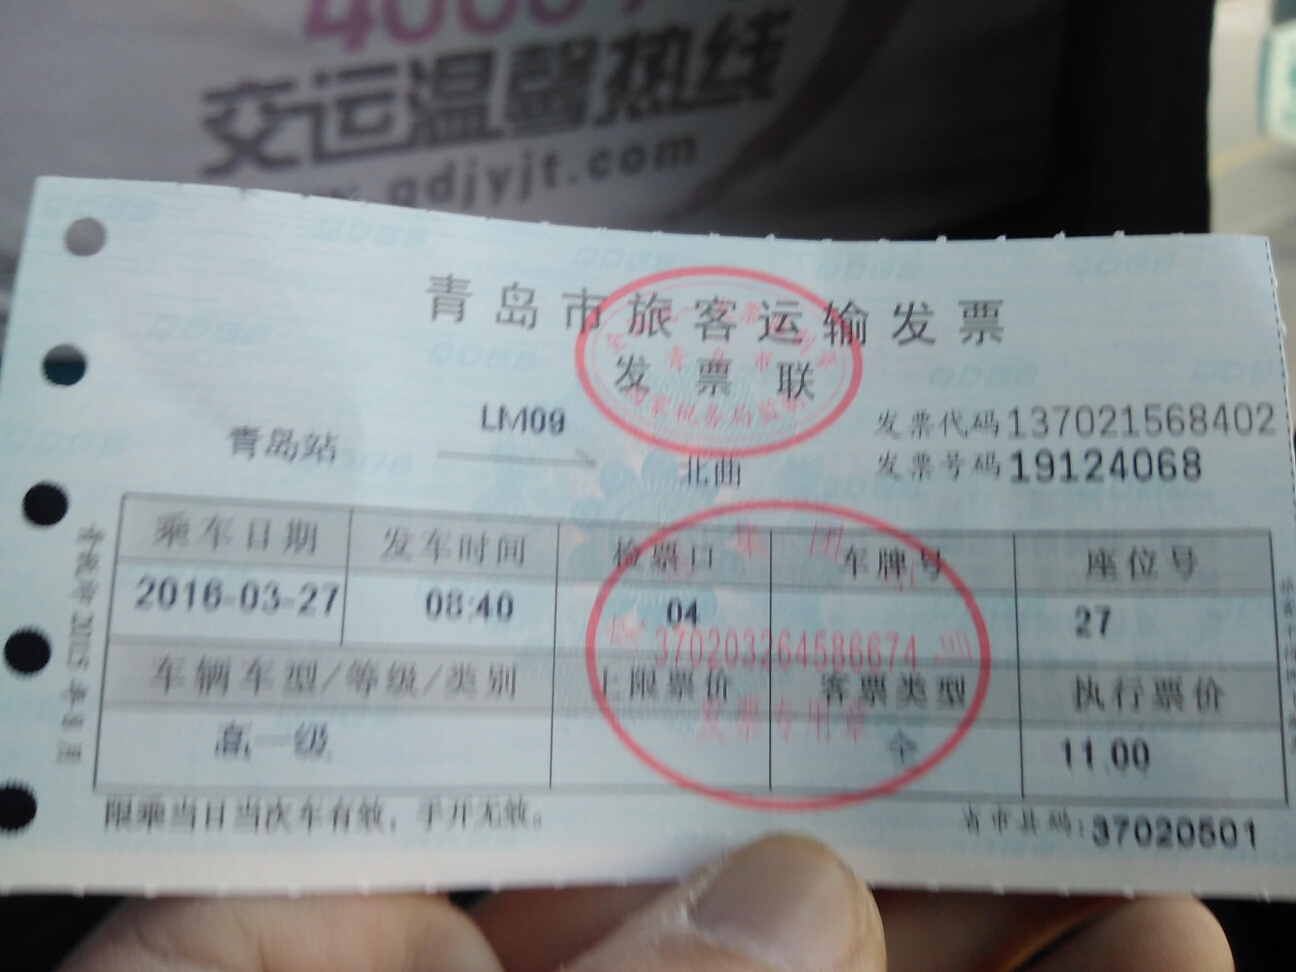 交运温馨热线
qdjyjt.com
青岛市旅客运输发票
发票联
LM09
发票代码137021568402
青岛站
北曲
发票号码19124068
乘车日期 发车时间 检票口 车牌号 座位号
2016-03-27 08:40 04 27
370203264586674
车辆车型/等级/类别 上限票价 客票类型 执行票价
发票专用章
高一级 全 11.00
限乘当日当次车有效，手开无效。
省市县码:37020501